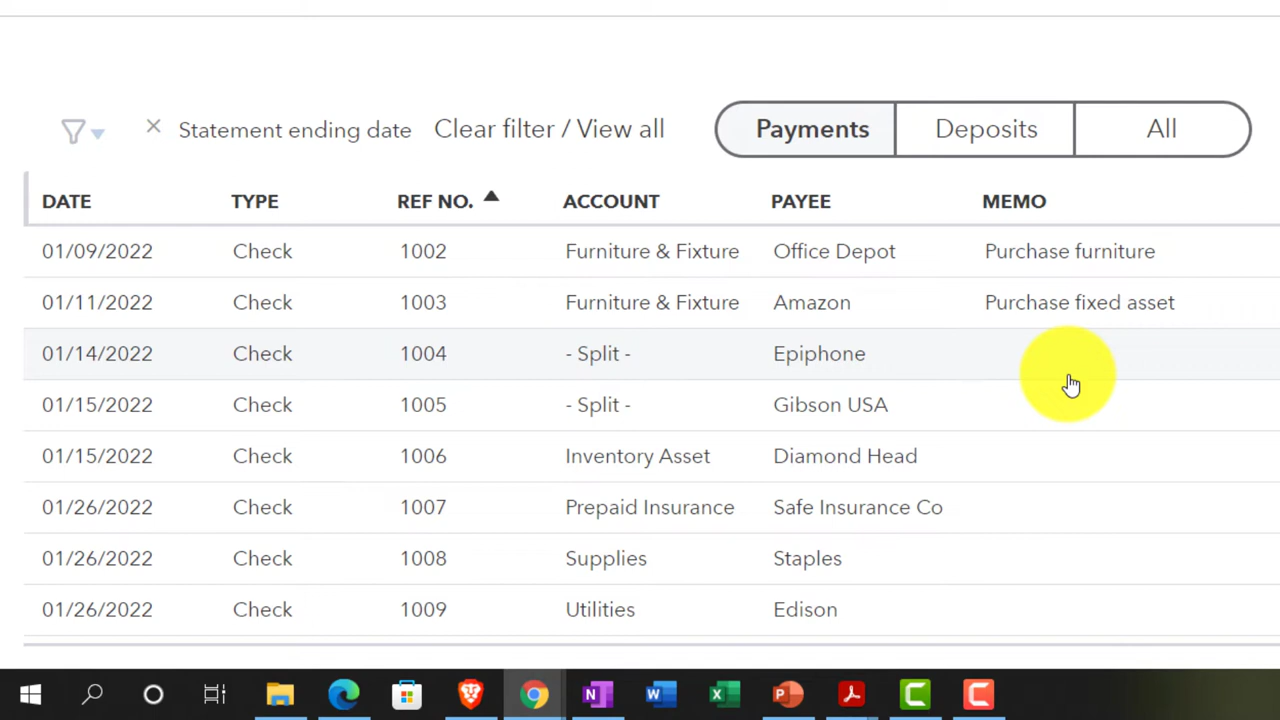 Statement ending date Clear filter / View all Payments Deposits All
DATE TYPE REF NO. ACCOUNT PAYEE MEMO
01/09/2022 Check 1002 Furniture & Fixture Office Depot Purchase furniture
01/11/2022 Check 1003 Furniture & Fixture Amazon Purchase fixed asset
01/14/2022 Check 1004 - Split - Epiphone
01/15/2022 Check 1005 - Split - Gibson USA
01/15/2022 Check 1006 Inventory Asset Diamond Head
01/26/2022 Check 1007 Prepaid Insurance Safe Insurance Co
01/26/2022 Check 1008 Supplies Staples
01/26/2022 Check 1009 Utilities Edison